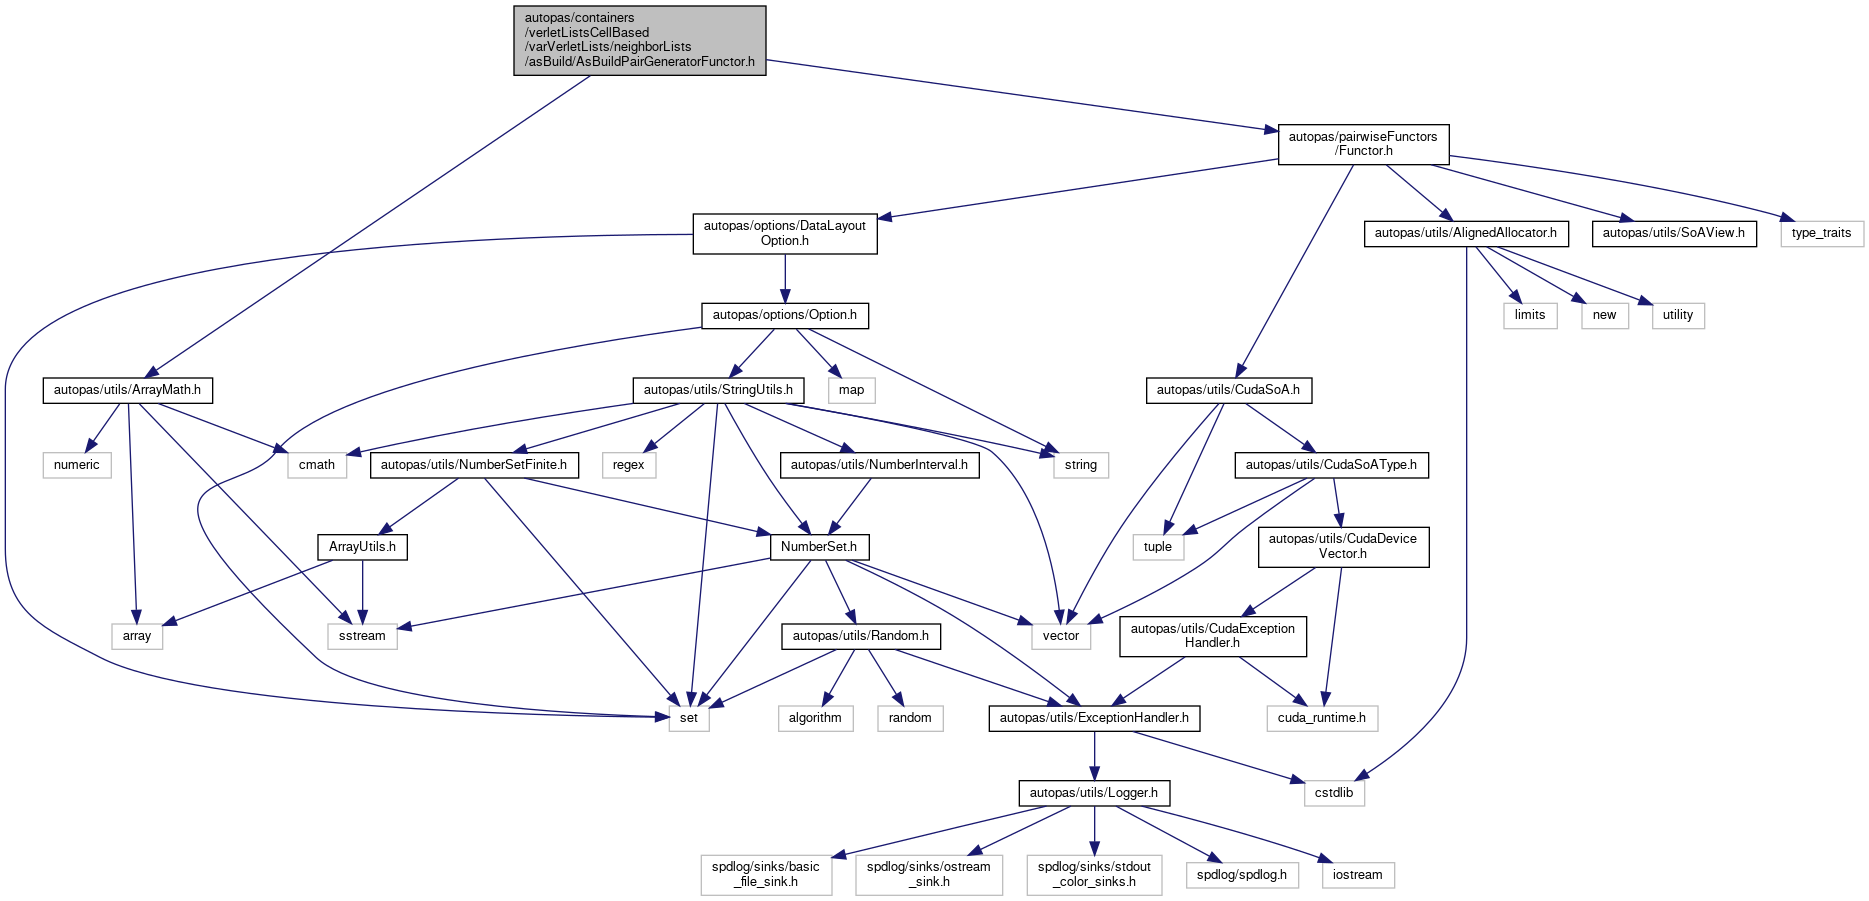 autopas/containers
/verletListsCellBased
/varVerletLists/neighborLists
/asBuild/AsBuildPairGeneratorFunctor.h
autopas/pairwiseFunctors
/Functor.h
autopas/options/DataLayout
Option.h
autopas/utils/AlignedAllocator.h
autopas/utils/SoAView.h
type_traits
autopas/options/Option.h
limits
new
utility
autopas/utils/ArrayMath.h
autopas/utils/StringUtils.h
map
autopas/utils/CudaSoA.h
numeric
cmath
autopas/utils/NumberSetFinite.h
regex
autopas/utils/NumberInterval.h
string
autopas/utils/CudaSoAType.h
ArrayUtils.h
NumberSet.h
tuple
autopas/utils/CudaDevice
Vector.h
array
sstream
autopas/utils/Random.h
vector
autopas/utils/CudaException
Handler.h
set
algorithm
random
autopas/utils/ExceptionHandler.h
cuda_runtime.h
autopas/utils/Logger.h
cstdlib
spdlog/sinks/basic
_file_sink.h
spdlog/sinks/ostream
_sink.h
spdlog/sinks/stdout
_color_sinks.h
spdlog/spdlog.h
iostream